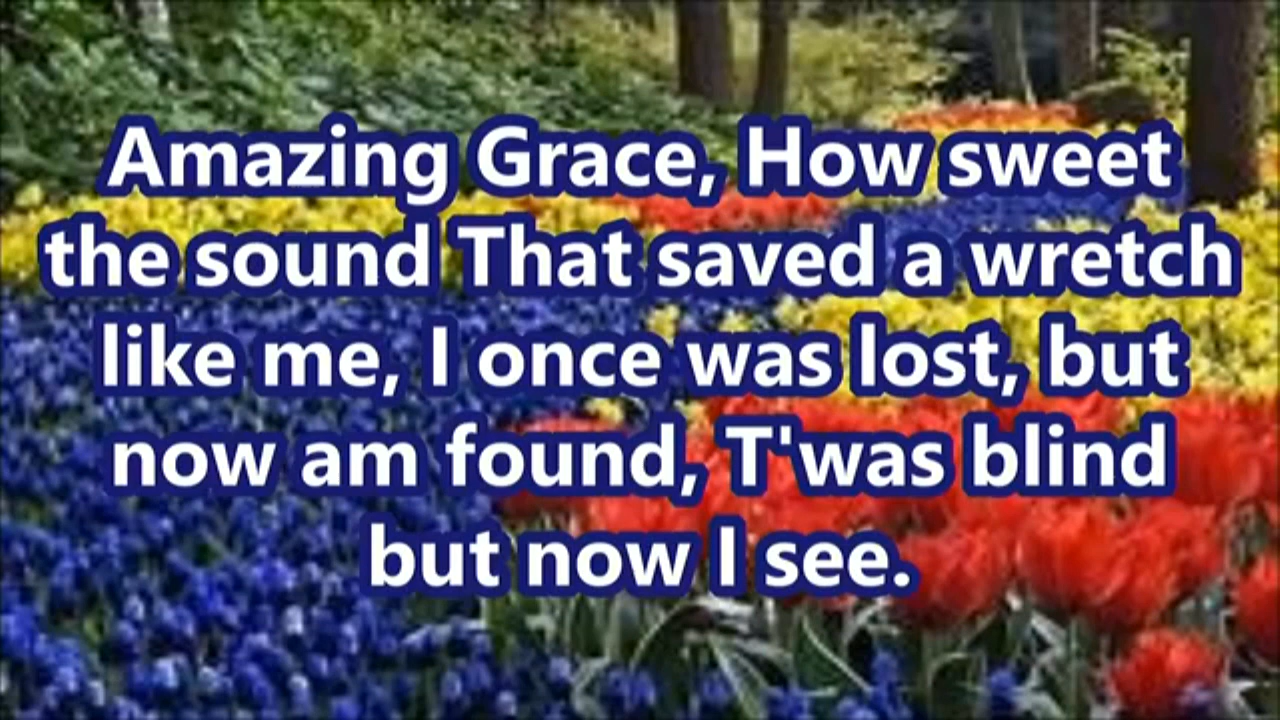 Amazing Grace, How sweet
the sound That saved a wretch
like me, I once was lost, but
now am found, T'was blind
but now I see.